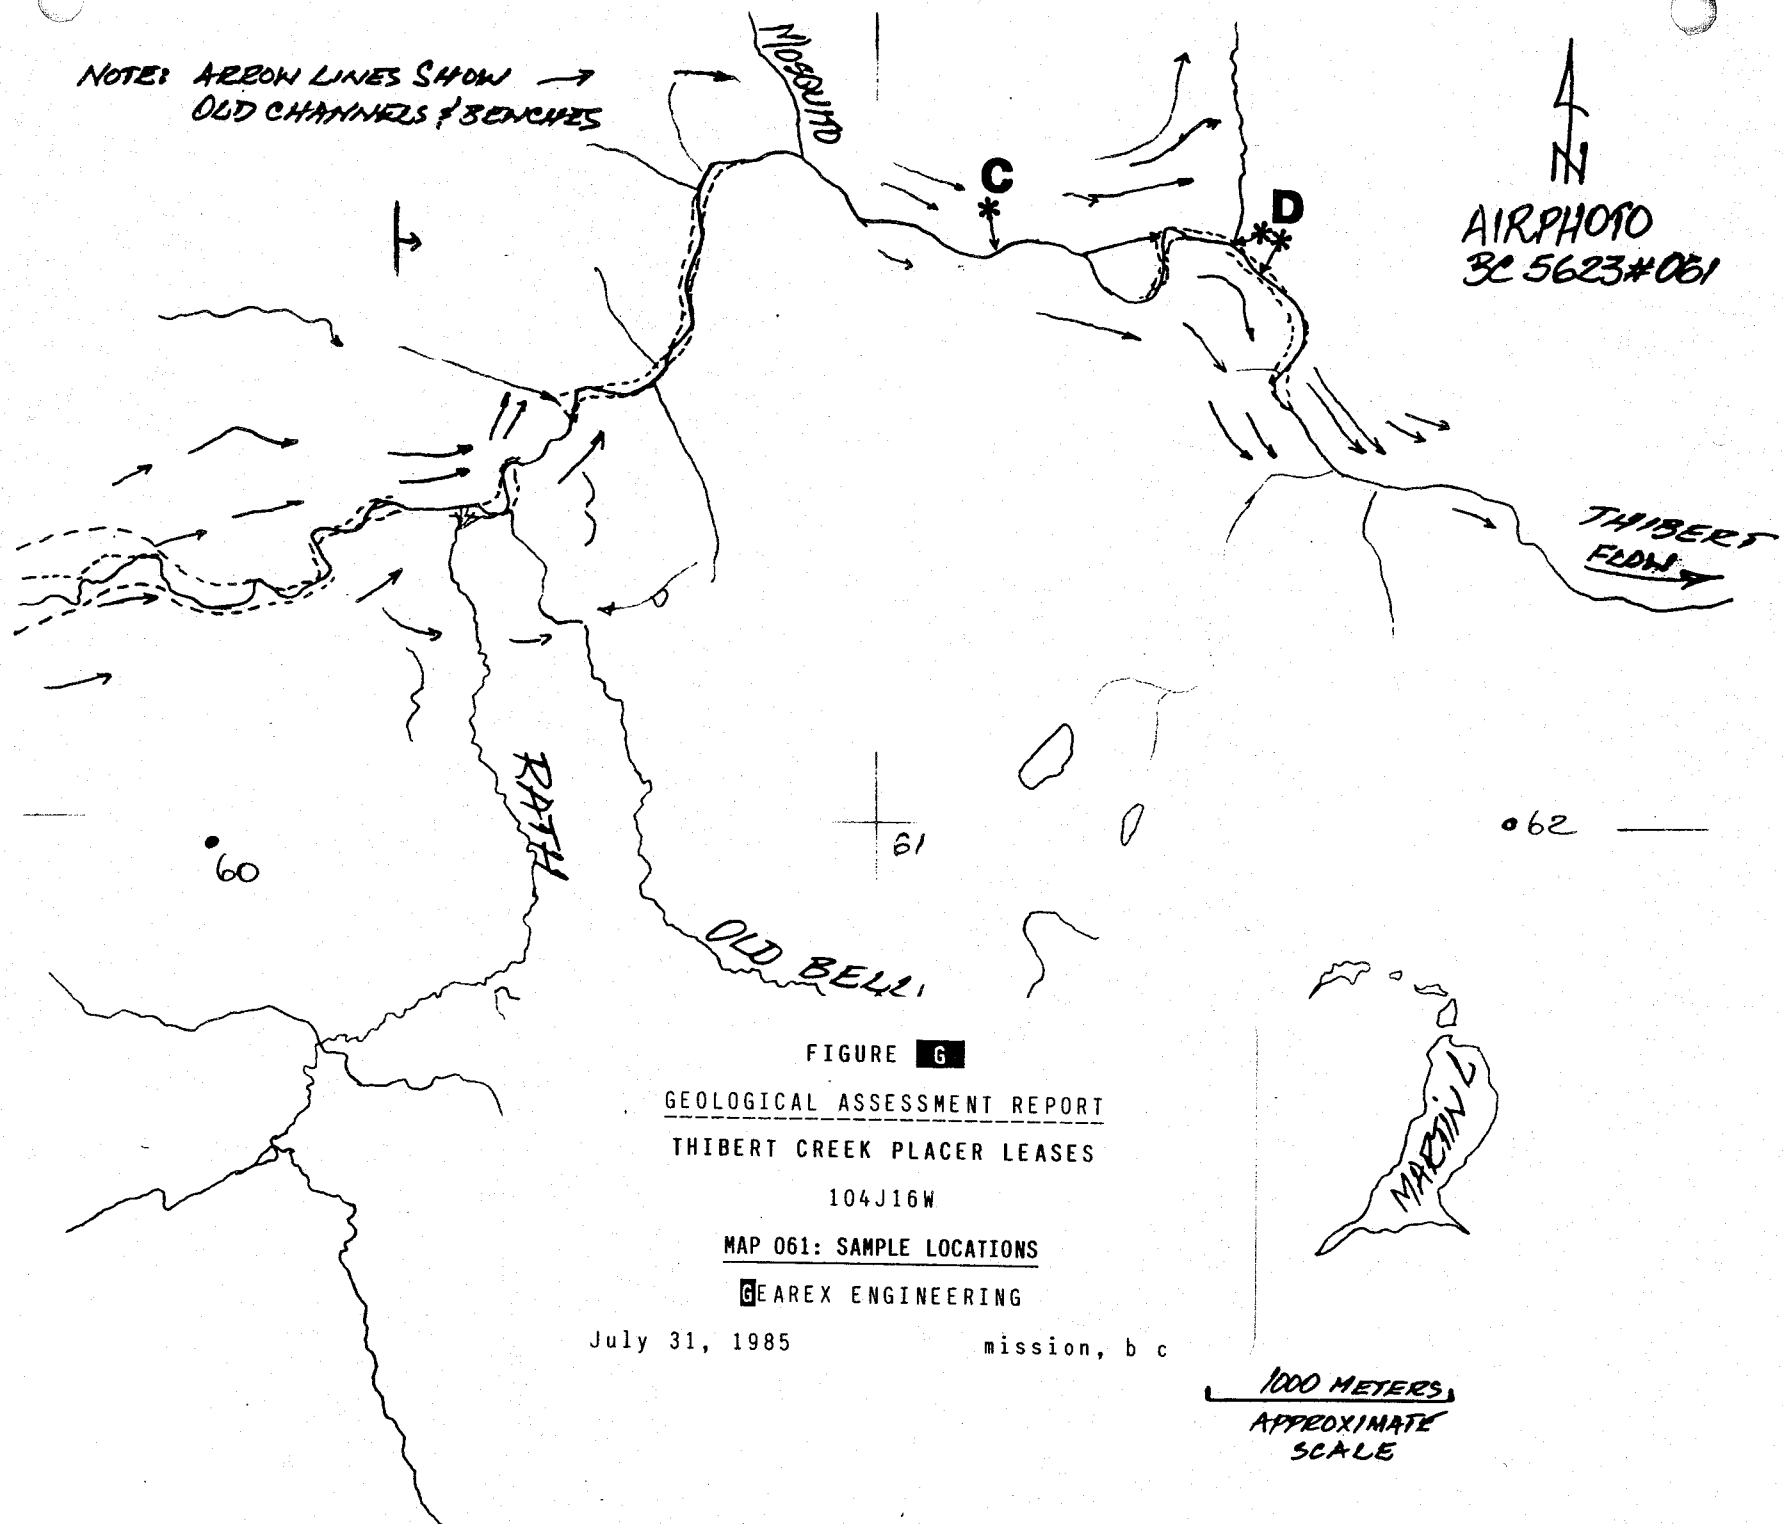 NOTE: ARROW LINES SHOW
OLD CHANNELS & BENCHES
MOSQUITO
C
D
N
AIRPHOTO
BC 5623#061
THIBERT
FLOW
RATH
60
61
62
OLD BELL
MARTIN L
FIGURE G
GEOLOGICAL ASSESSMENT REPORT
THIBERT CREEK PLACER LEASES
104J16W
MAP 061: SAMPLE LOCATIONS
GEAREX ENGINEERING
July 31, 1985 mission, b c
1000 METERS
APPROXIMATE
SCALE